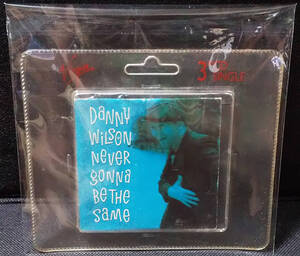 3
SINGLE
DANNY
WILSON
NEVER
GONNA
BE THE
SAME